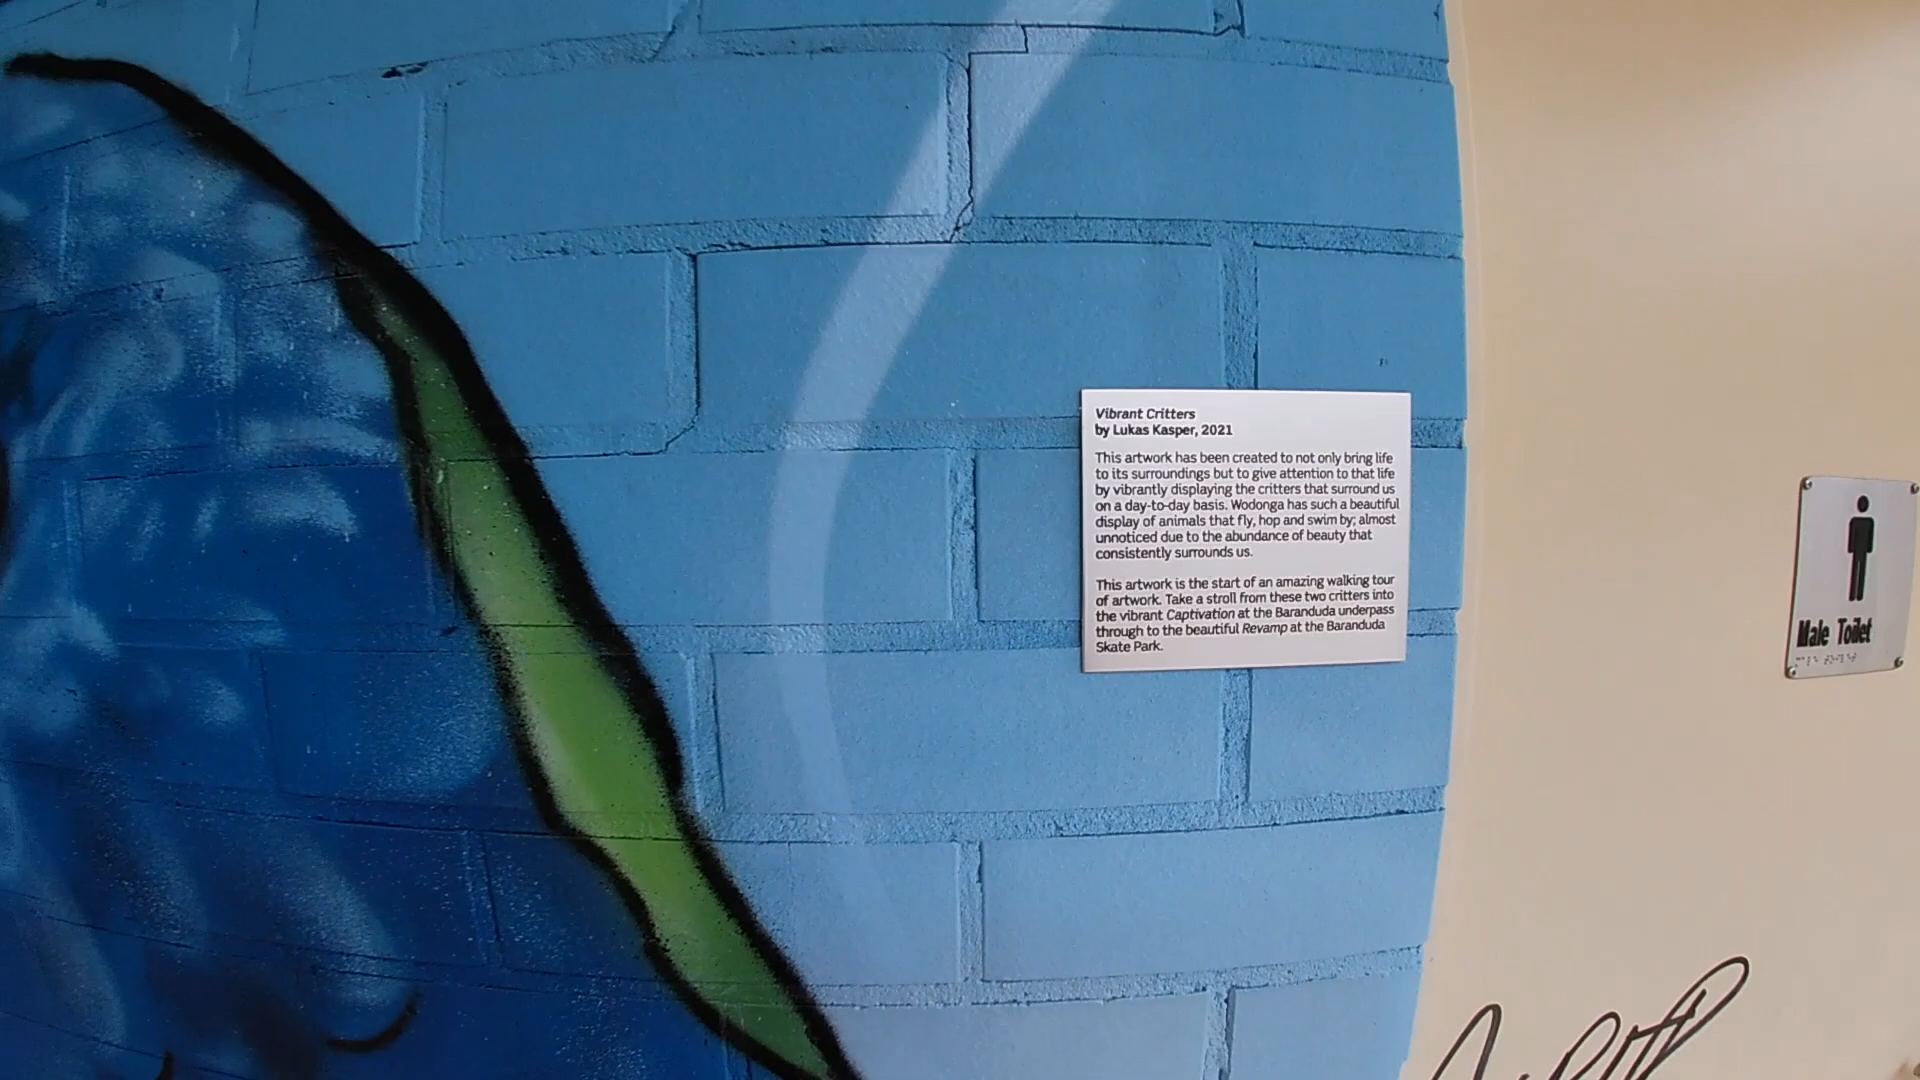 Vibrant Critters
by Lukas Kasper, 2021
This artwork has been created to not only bring life
to its surroundings but to give attention to that life
by vibrantly displaying the critters that surround us
on a day-to-day basis. Wodonga has such a beautiful
display of animals that fly, hop and swim by; almost
unnoticed due to the abundance of beauty that
consistently surrounds us.
This artwork is the start of an amazing walking tour
of artwork. Take a stroll from these two critters into
the vibrant Captivation at the Baranduda underpass
through to the beautiful Revamp at the Baranduda
Skate Park.
Male Toilet